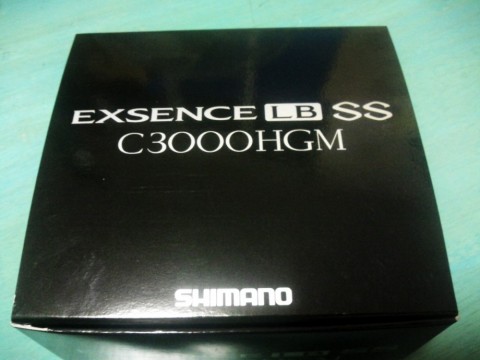 EXSENCE LB SS
C3000HGM
SHIMANO